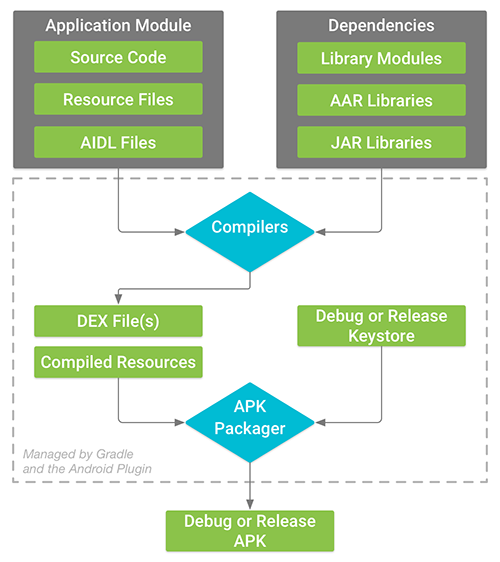 Application Module
Source Code
Resource Files
AIDL Files
Dependencies
Library Modules
AAR Libraries
JAR Libraries
Compilers
DEX File(s)
Compiled Resources
Debug or Release
Keystore
APK
Packager
Managed by Gradle
and the Android Plugin
Debug or Release
APK